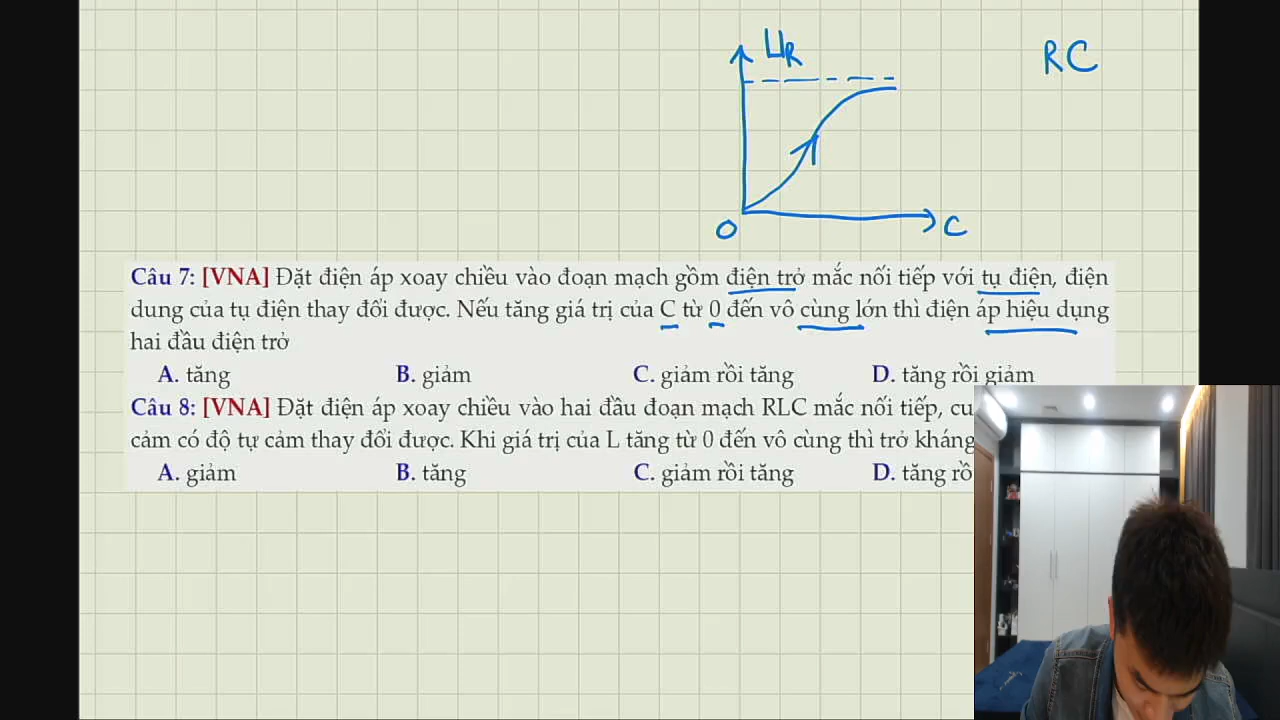 U_R
RC
O
C
Câu 7: [VNA] Đặt điện áp xoay chiều vào đoạn mạch gồm điện trở mắc nối tiếp với tụ điện, điện
dung của tụ điện thay đổi được. Nếu tăng giá trị của C từ 0 đến vô cùng lớn thì điện áp hiệu dụng
hai đầu điện trở
A. tăng B. giảm C. giảm rồi tăng D. tăng rồi giảm
Câu 8: [VNA] Đặt điện áp xoay chiều vào hai đầu đoạn mạch RLC mắc nối tiếp,
cảm có độ tự cảm thay đổi được. Khi giá trị của L tăng từ 0 đến vô cùng thì trở kháng
A. giảm B. tăng C. giảm rồi tăng D. tăng